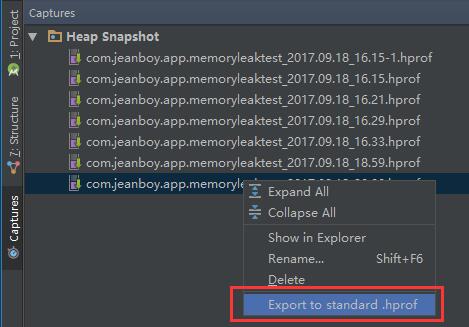 Captures
Heap Snapshot
com.jeanboy.app.memoryleaktest_2017.09.18_16.15-1.hprof
com.jeanboy.app.memoryleaktest_2017.09.18_16.15.hprof
com.jeanboy.app.memoryleaktest_2017.09.18_16.21.hprof
com.jeanboy.app.memoryleaktest_2017.09.18_16.29.hprof
com.jeanboy.app.memoryleaktest_2017.09.18_16.33.hprof
com.jeanboy.app.memoryleaktest_2017.09.18_18.59.hprof
com.jeanboy.app.memoryle
Expand All
Collapse All
Show in Explorer
Rename... Shift+F6
Delete
Export to standard .hprof
1: Project
7: Structure
Captures